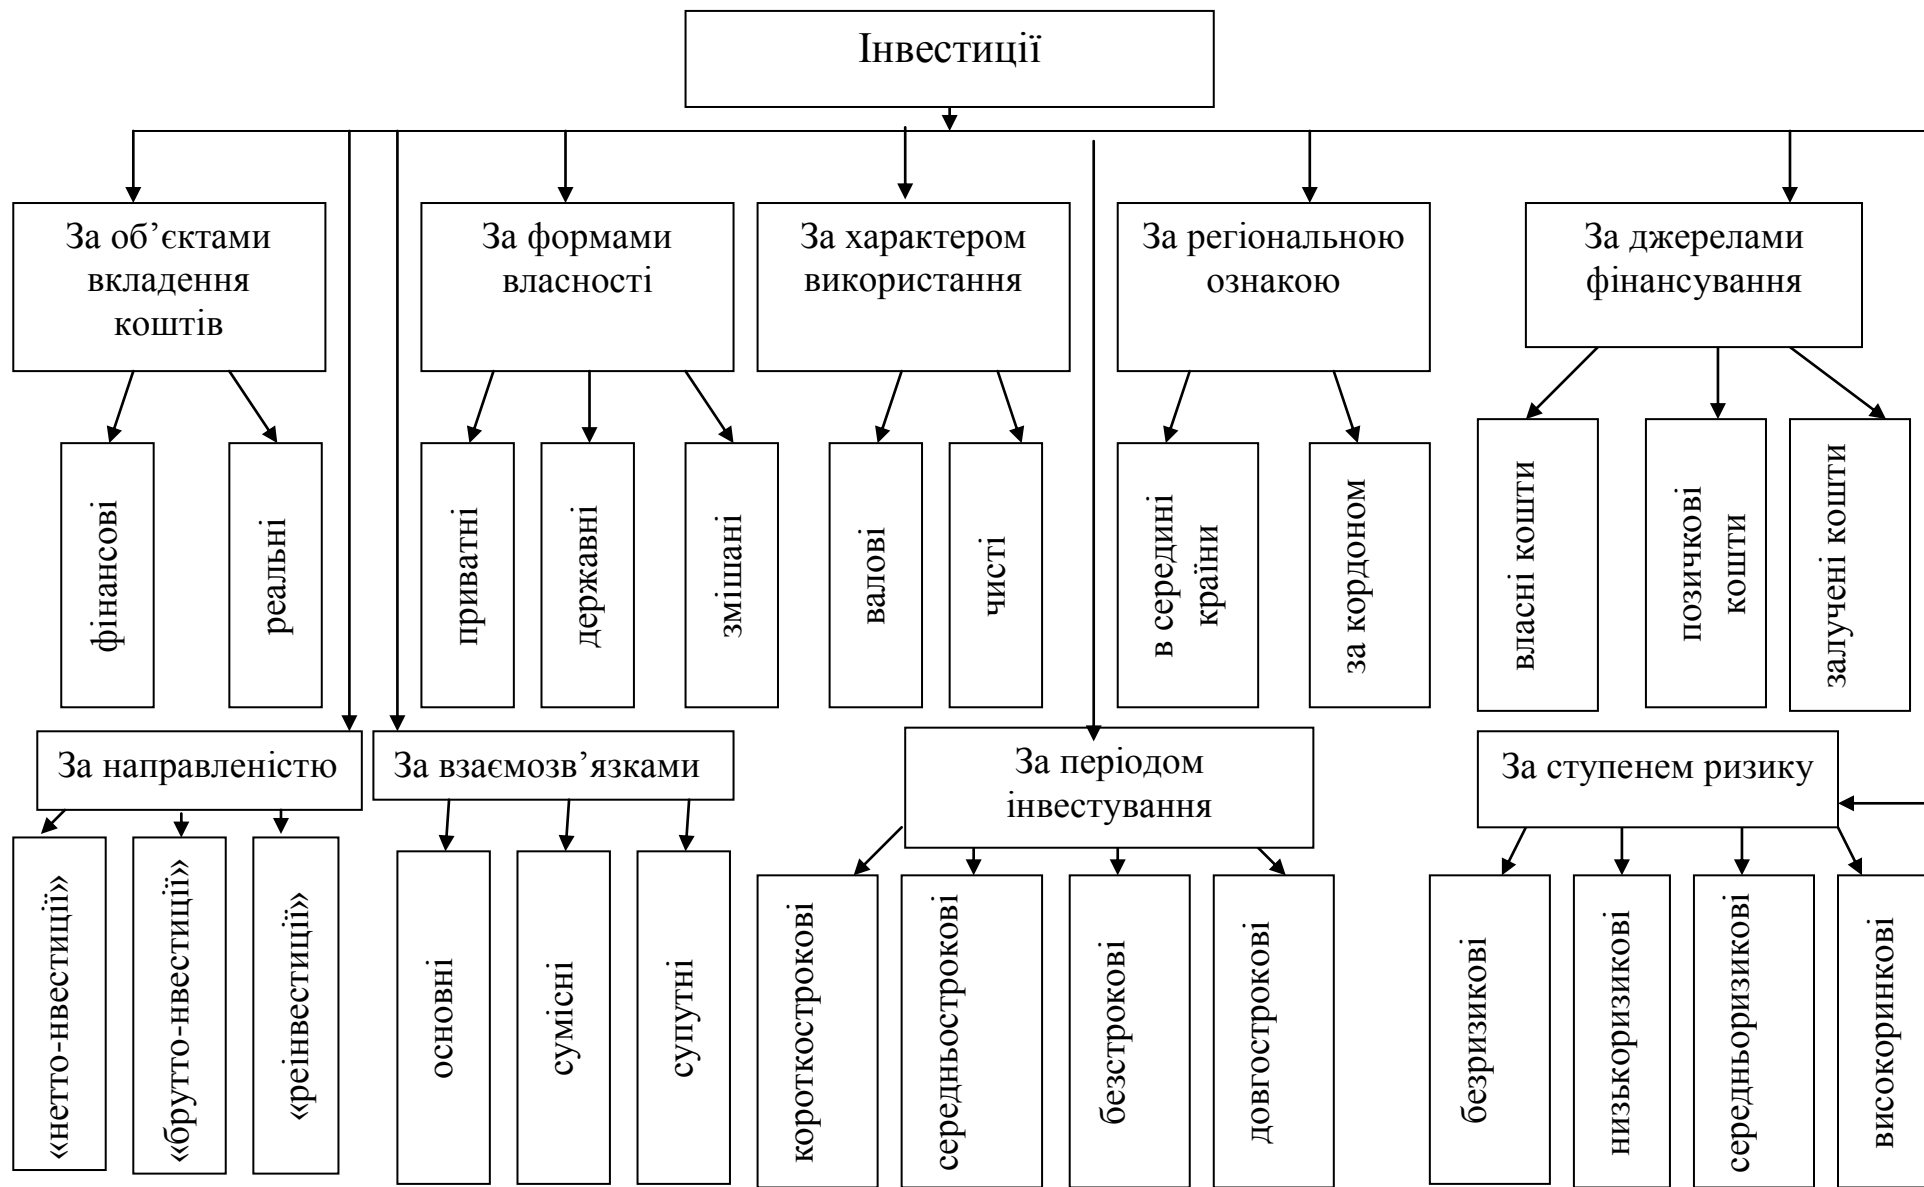 Інвестиції
За об’єктами
вкладення
коштів
За формами
власності
За характером
використання
За регіональною
ознакою
За джерелами
фінансування
фінансові
реальні
приватні
державні
змішані
валові
чисті
в середині
країни
за кордоном
власні кошти
позичкові
кошти
залучені кошти
За направленістю
За взаємозв’язками
За періодом
інвестування
За ступенем ризику
«нетто-нвестиції»
«брутто-нвестиції»
«реінвестиції»
основні
сумісні
супутні
короткострокові
середньострокові
безстрокові
довгострокові
безризикові
низькоризикові
середньоризикові
високоринкові